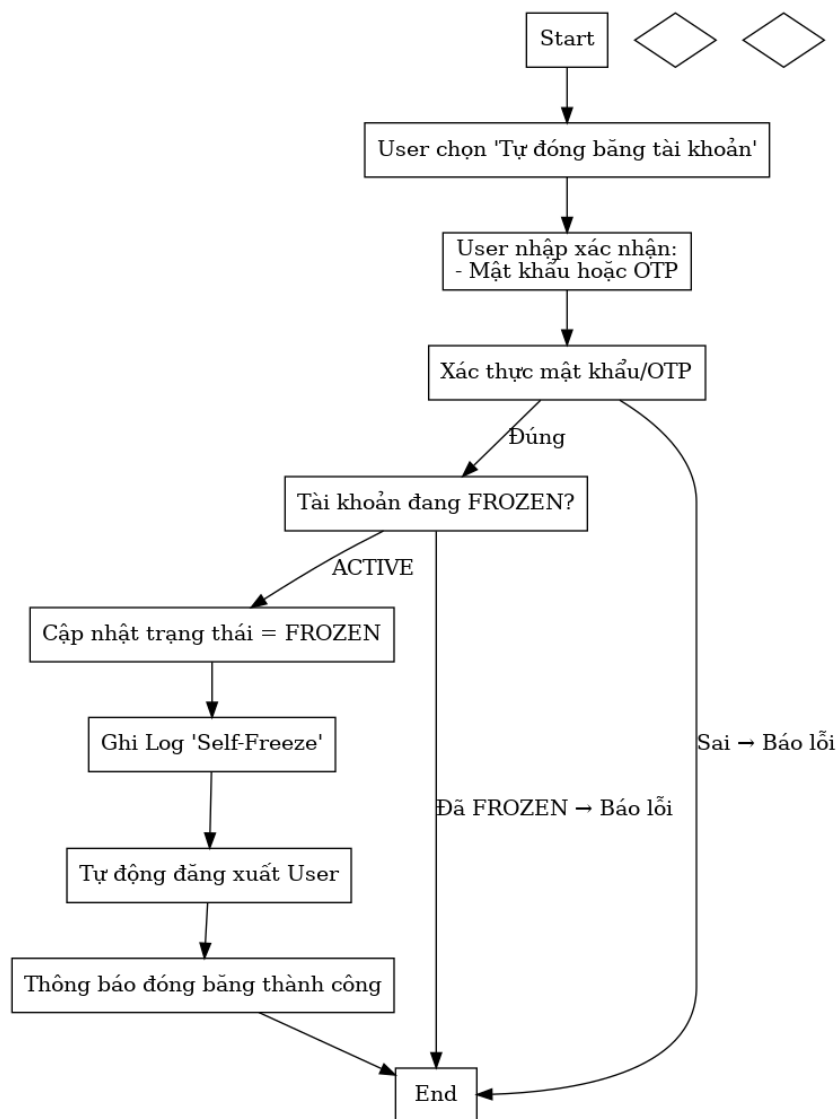 Start
User chọn 'Tự đóng băng tài khoản'
User nhập xác nhận:
- Mật khẩu hoặc OTP
Xác thực mật khẩu/OTP
Đúng
Tài khoản đang FROZEN?
ACTIVE
Cập nhật trạng thái = FROZEN
Ghi Log 'Self-Freeze'
Sai → Báo lỗi
Đã FROZEN → Báo lỗi
Tự động đăng xuất User
Thông báo đóng băng thành công
End